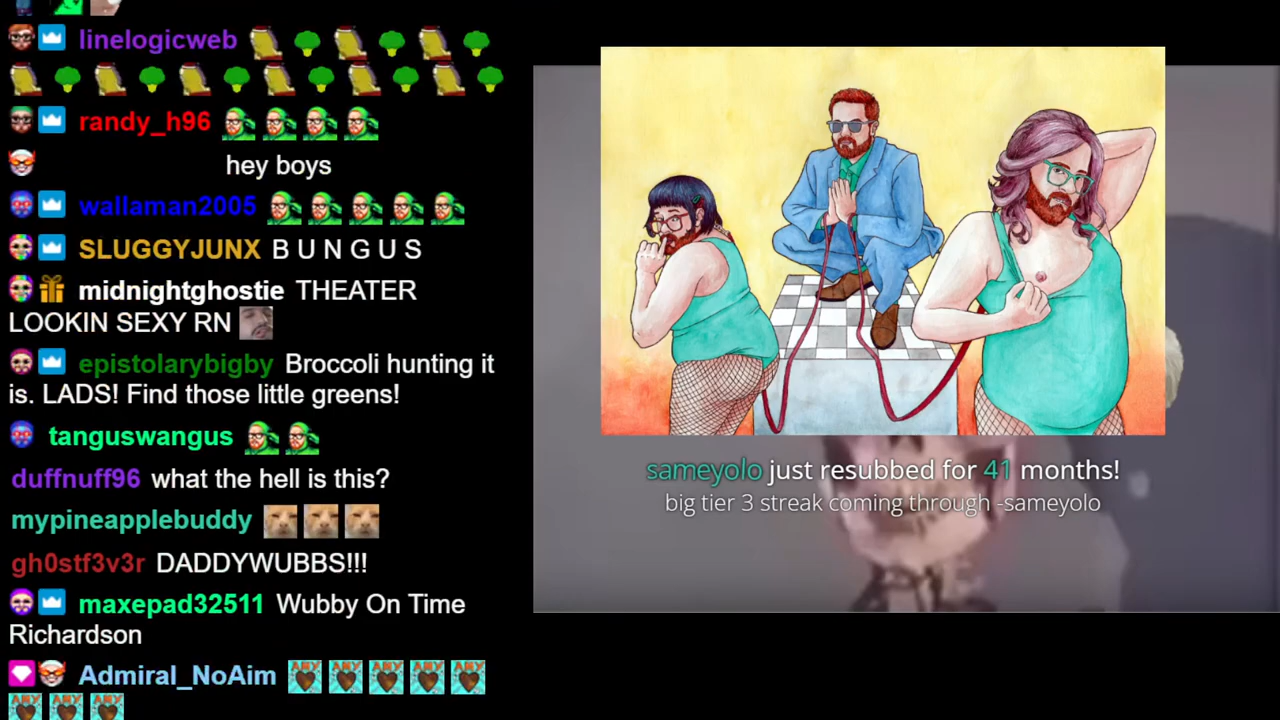 linelogicweb
randy_h96
hey boys
wallaman2005
SLUGGYJUNX B U N G U S
midnightghostie THEATER
LOOKIN SEXY RN
epistolarybigby Broccoli hunting it
is. LADS! Find those little greens!
tanguswangus
duffnuff96 what the hell is this?
mypineapplebuddy
gh0stf3v3r DADDYWUBBS!!!
maxepad32511 Wubby On Time
Richardson
Admiral_NoAim
sameyolo just resubbed for 41 months!
big tier 3 streak coming through -sameyolo